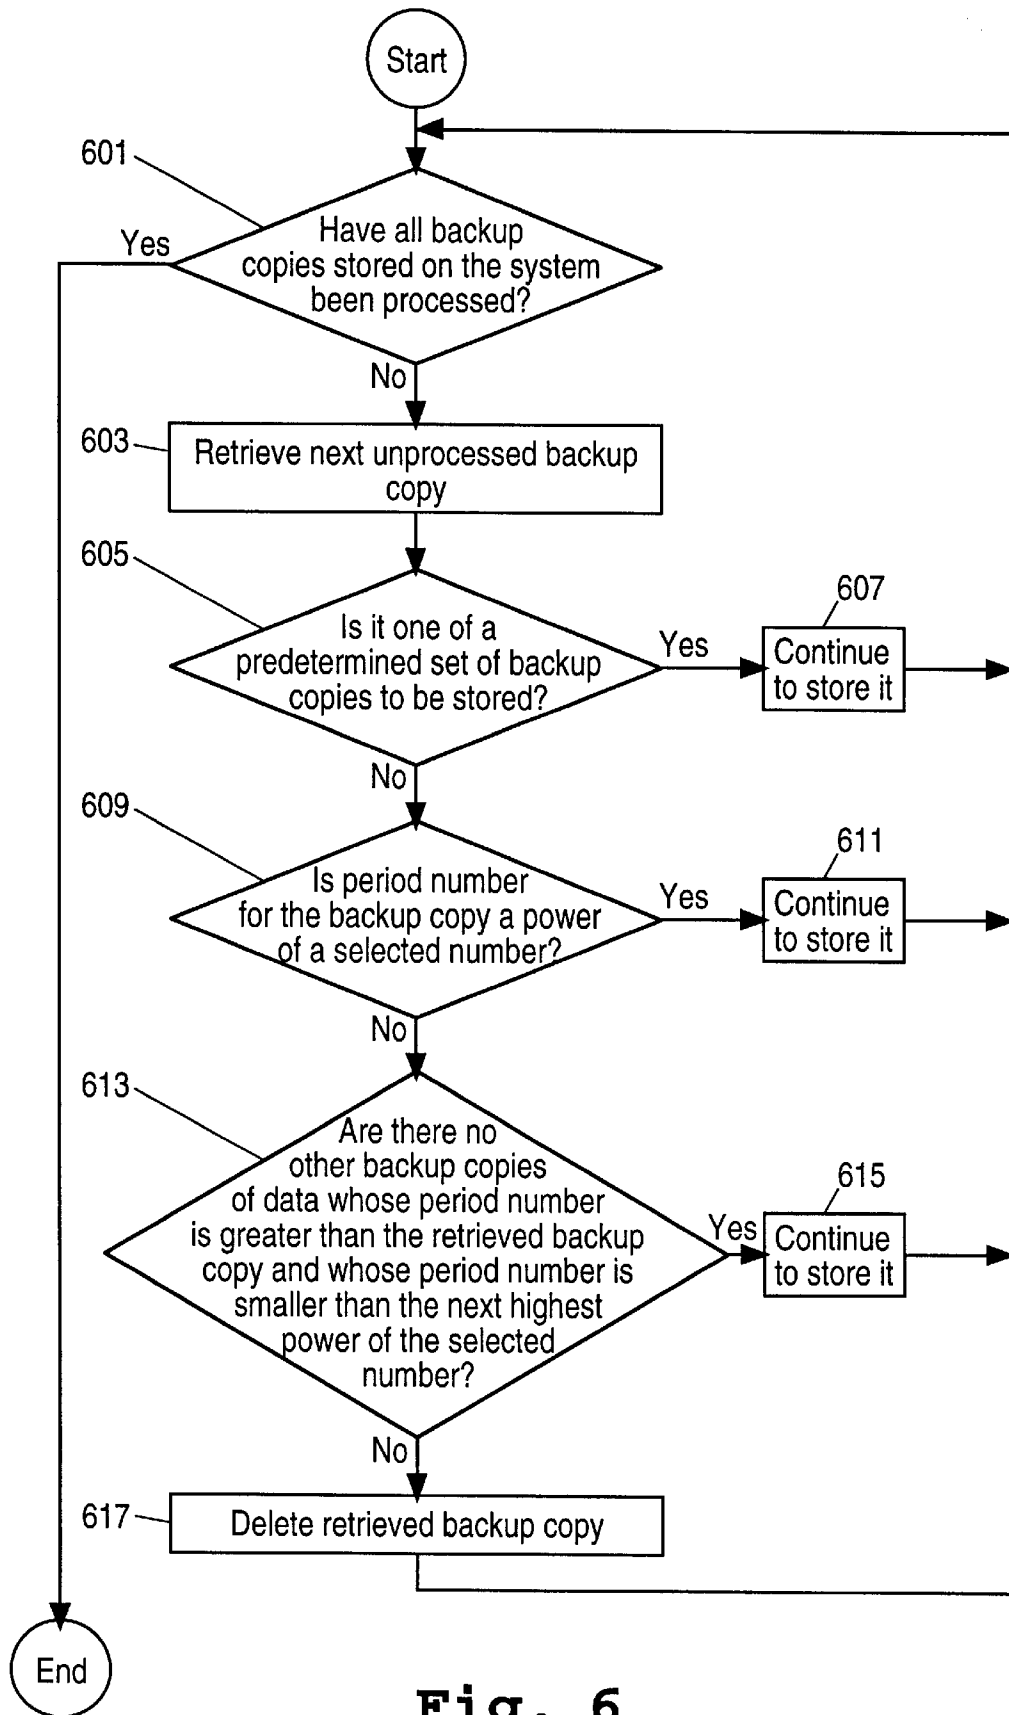 Start
601
Yes
Have all backup
copies stored on the system
been processed?
No
603
Retrieve next unprocessed backup
copy
605
Is it one of a
predetermined set of backup
copies to be stored?
Yes
607
Continue
to store it
No
609
Is period number
for the backup copy a power
of a selected number?
Yes
611
Continue
to store it
No
613
Are there no
other backup copies
of data whose period number
is greater than the retrieved backup
copy and whose period number is
smaller than the next highest
power of the selected
number?
Yes
615
Continue
to store it
No
617
Delete retrieved backup copy
End
Fig. 6